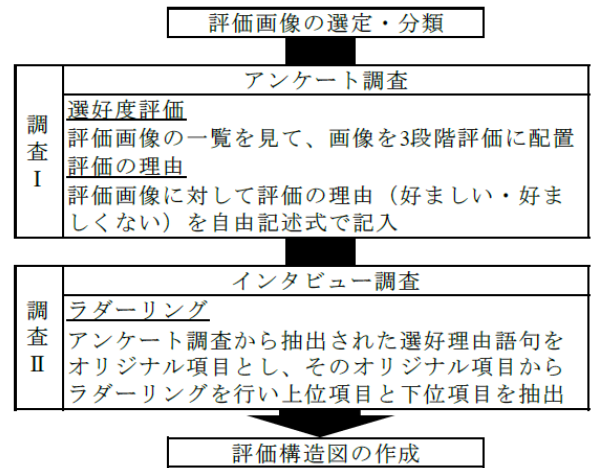 評価画像の選定・分類
アンケート調査
調査Ⅰ
選好度評価
評価画像の一覧を見て、画像を3段階評価に配置
評価の理由
評価画像に対して評価の理由（好ましい・好ま
しくない）を自由記述式で記入
インタビュー調査
調査Ⅱ
ラダーリング
アンケート調査から抽出された選好理由語句を
オリジナル項目とし、そのオリジナル項目から
ラダーリングを行い上位項目と下位項目を抽出
評価構造図の作成